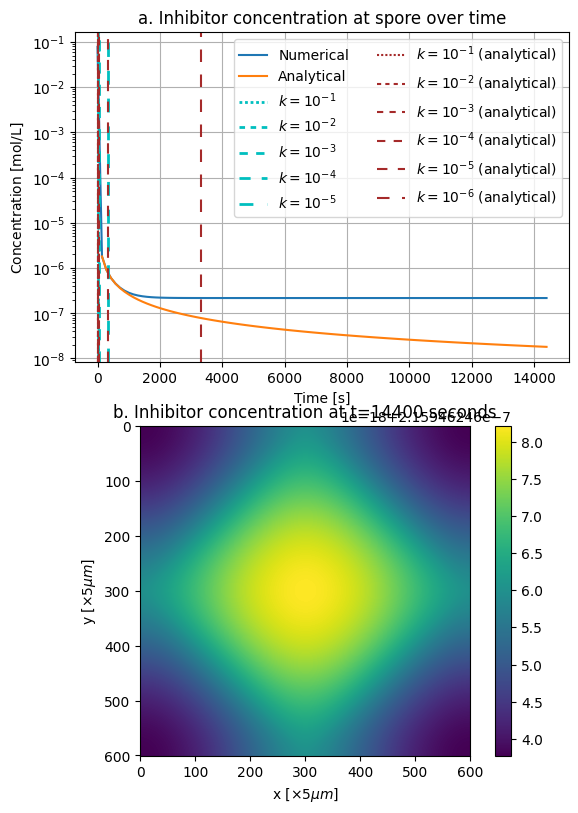 a. Inhibitor concentration at spore over time
Concentration [mol/L]
10⁻¹
10⁻²
10⁻³
10⁻⁴
10⁻⁵
10⁻⁶
10⁻⁷
10⁻⁸
Numerical
Analytical
k = 10⁻¹
k = 10⁻²
k = 10⁻³
k = 10⁻⁴
k = 10⁻⁵
k = 10⁻¹ (analytical)
k = 10⁻² (analytical)
k = 10⁻³ (analytical)
k = 10⁻⁴ (analytical)
k = 10⁻⁵ (analytical)
k = 10⁻⁶ (analytical)
0 2000 4000 6000 8000 10000 12000 14000
Time [s]
b. Inhibitor concentration at t=14400 seconds
1e−18+2.15946246e−7
y [×5μm]
0
100
200
300
400
500
600
0 100 200 300 400 500 600
x [×5μm]
8.0
7.5
7.0
6.5
6.0
5.5
5.0
4.5
4.0